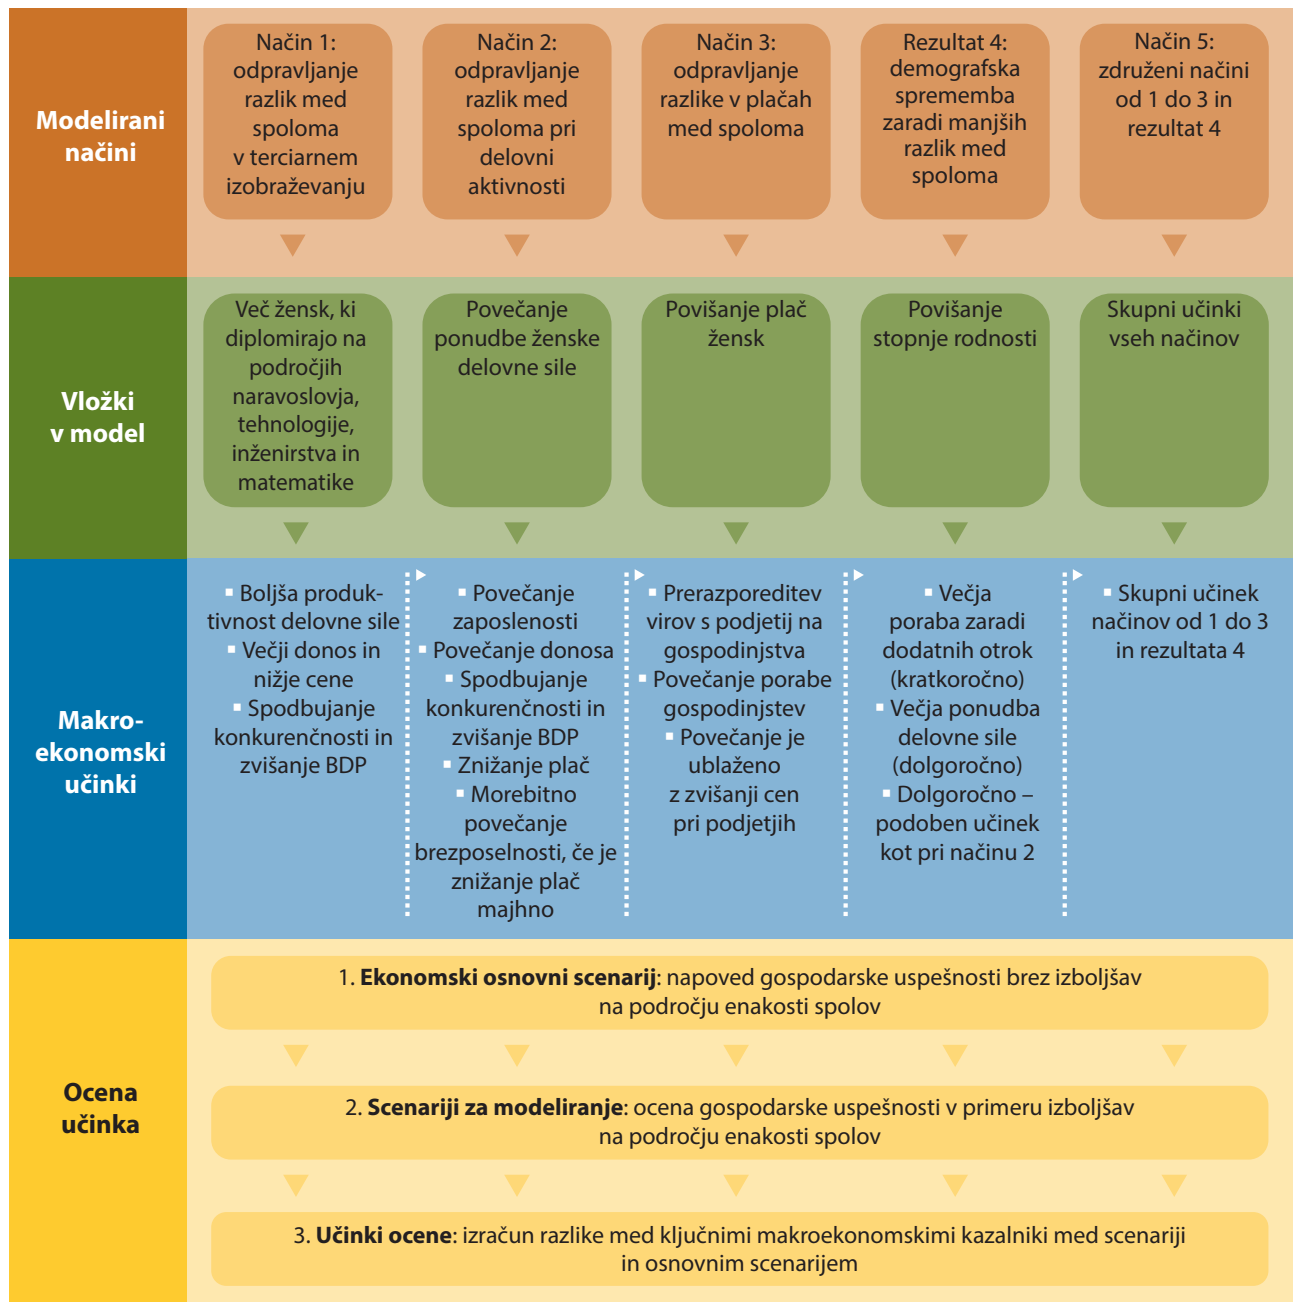 Modelirani
načini
Način 1:
odpravljanje
razlik med
spoloma
v terciarnem
izobraževanju
Način 2:
odpravljanje
razlik med
spoloma pri
delovni
aktivnosti
Način 3:
odpravljanje
razlike v plačah
med spoloma
Rezultat 4:
demografska
sprememba
zaradi manjših
razlik med
spoloma
Način 5:
združeni načini
od 1 do 3 in
rezultat 4
Vložki
v model
Več žensk, ki
diplomirajo na
področjih
naravoslovja,
tehnologije,
inženirstva in
matematike
Povečanje
ponudbe ženske
delovne sile
Povišanje plač
žensk
Povišanje
stopnje rodnosti
Skupni učinki
vseh načinov
Makro-
ekonomski
učinki
▪ Boljša produk-
tivnost delovne sile
▪ Večji donos in
nižje cene
▪ Spodbujanje
konkurenčnosti in
zvišanje BDP
▪ Povečanje
zaposlenosti
▪ Povečanje donosa
▪ Spodbujanje
konkurenčnosti in
zvišanje BDP
▪ Znižanje plač
▪ Morebitno
povečanje
brezposelnosti, če je
znižanje plač
majhno
▪ Prerazporeditev
virov s podjetij na
gospodinjstva
▪ Povečanje porabe
gospodinjstev
▪ Povečanje je
ublaženo
z zvišanji cen
pri podjetjih
▪ Večja
poraba zaradi
dodatnih otrok
(kratkoročno)
▪ Večja ponudba
delovne sile
(dolgoročno)
▪ Dolgoročno –
podoben učinek
kot pri načinu 2
▪ Skupni učinek
načinov od 1 do 3
in rezultata 4
Ocena
učinka
1. Ekonomski osnovni scenarij: napoved gospodarske uspešnosti brez izboljšav
na področju enakosti spolov
2. Scenariji za modeliranje: ocena gospodarske uspešnosti v primeru izboljšav
na področju enakosti spolov
3. Učinki ocene: izračun razlike med ključnimi makroekonomskimi kazalniki med scenariji
in osnovnim scenarijem